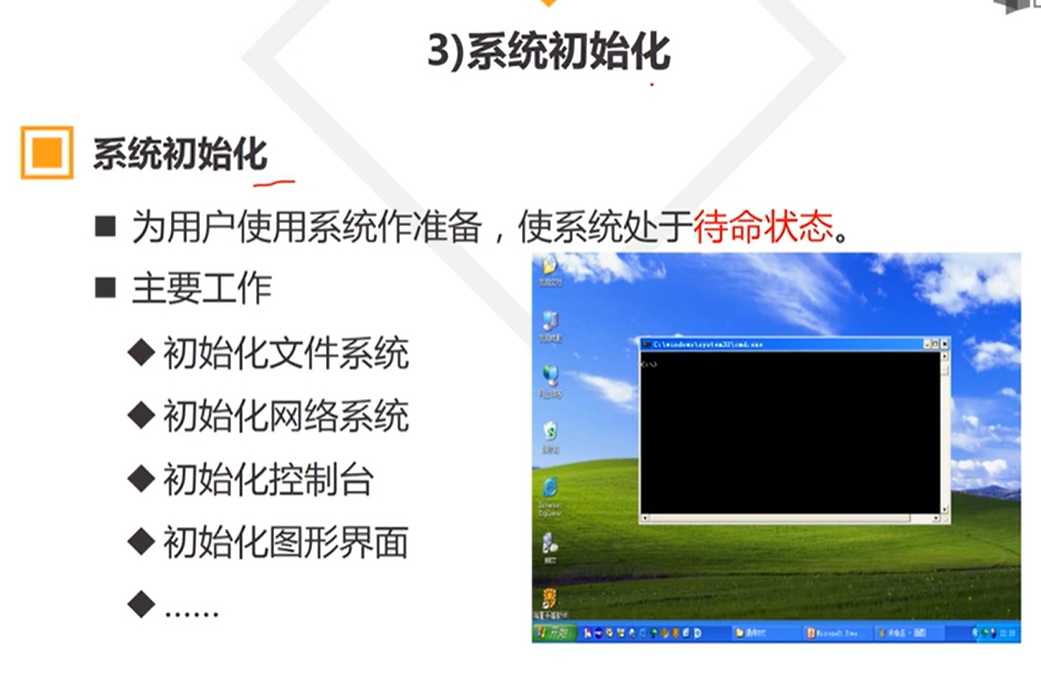 3)系统初始化
系统初始化
为用户使用系统作准备，使系统处于待命状态。
主要工作
初始化文件系统
初始化网络系统
初始化控制台
初始化图形界面
……
C:\windows\system32\cmd.exe
C:\>
开始